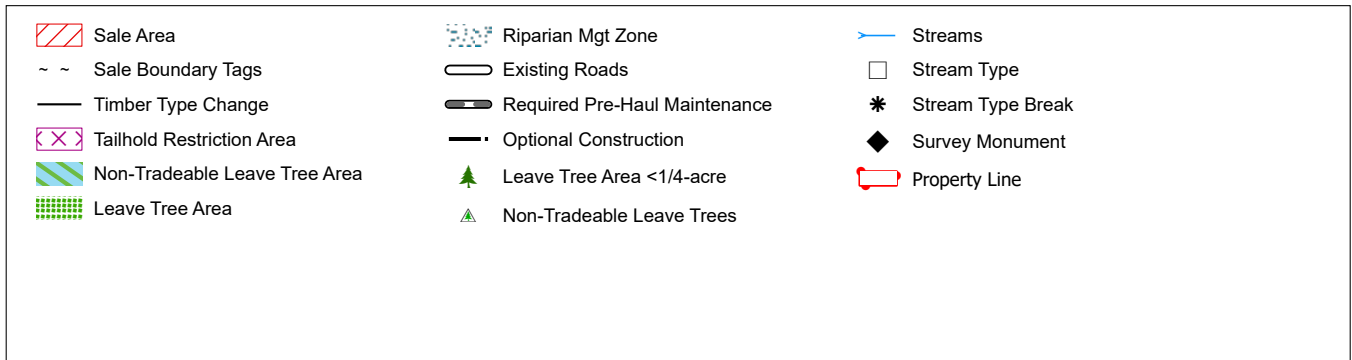 Sale Area
Sale Boundary Tags
Timber Type Change
Tailhold Restriction Area
Non-Tradeable Leave Tree Area
Leave Tree Area
Riparian Mgt Zone
Existing Roads
Required Pre-Haul Maintenance
Optional Construction
Leave Tree Area <1/4-acre
Non-Tradeable Leave Trees
Streams
Stream Type
Stream Type Break
Survey Monument
Property Line